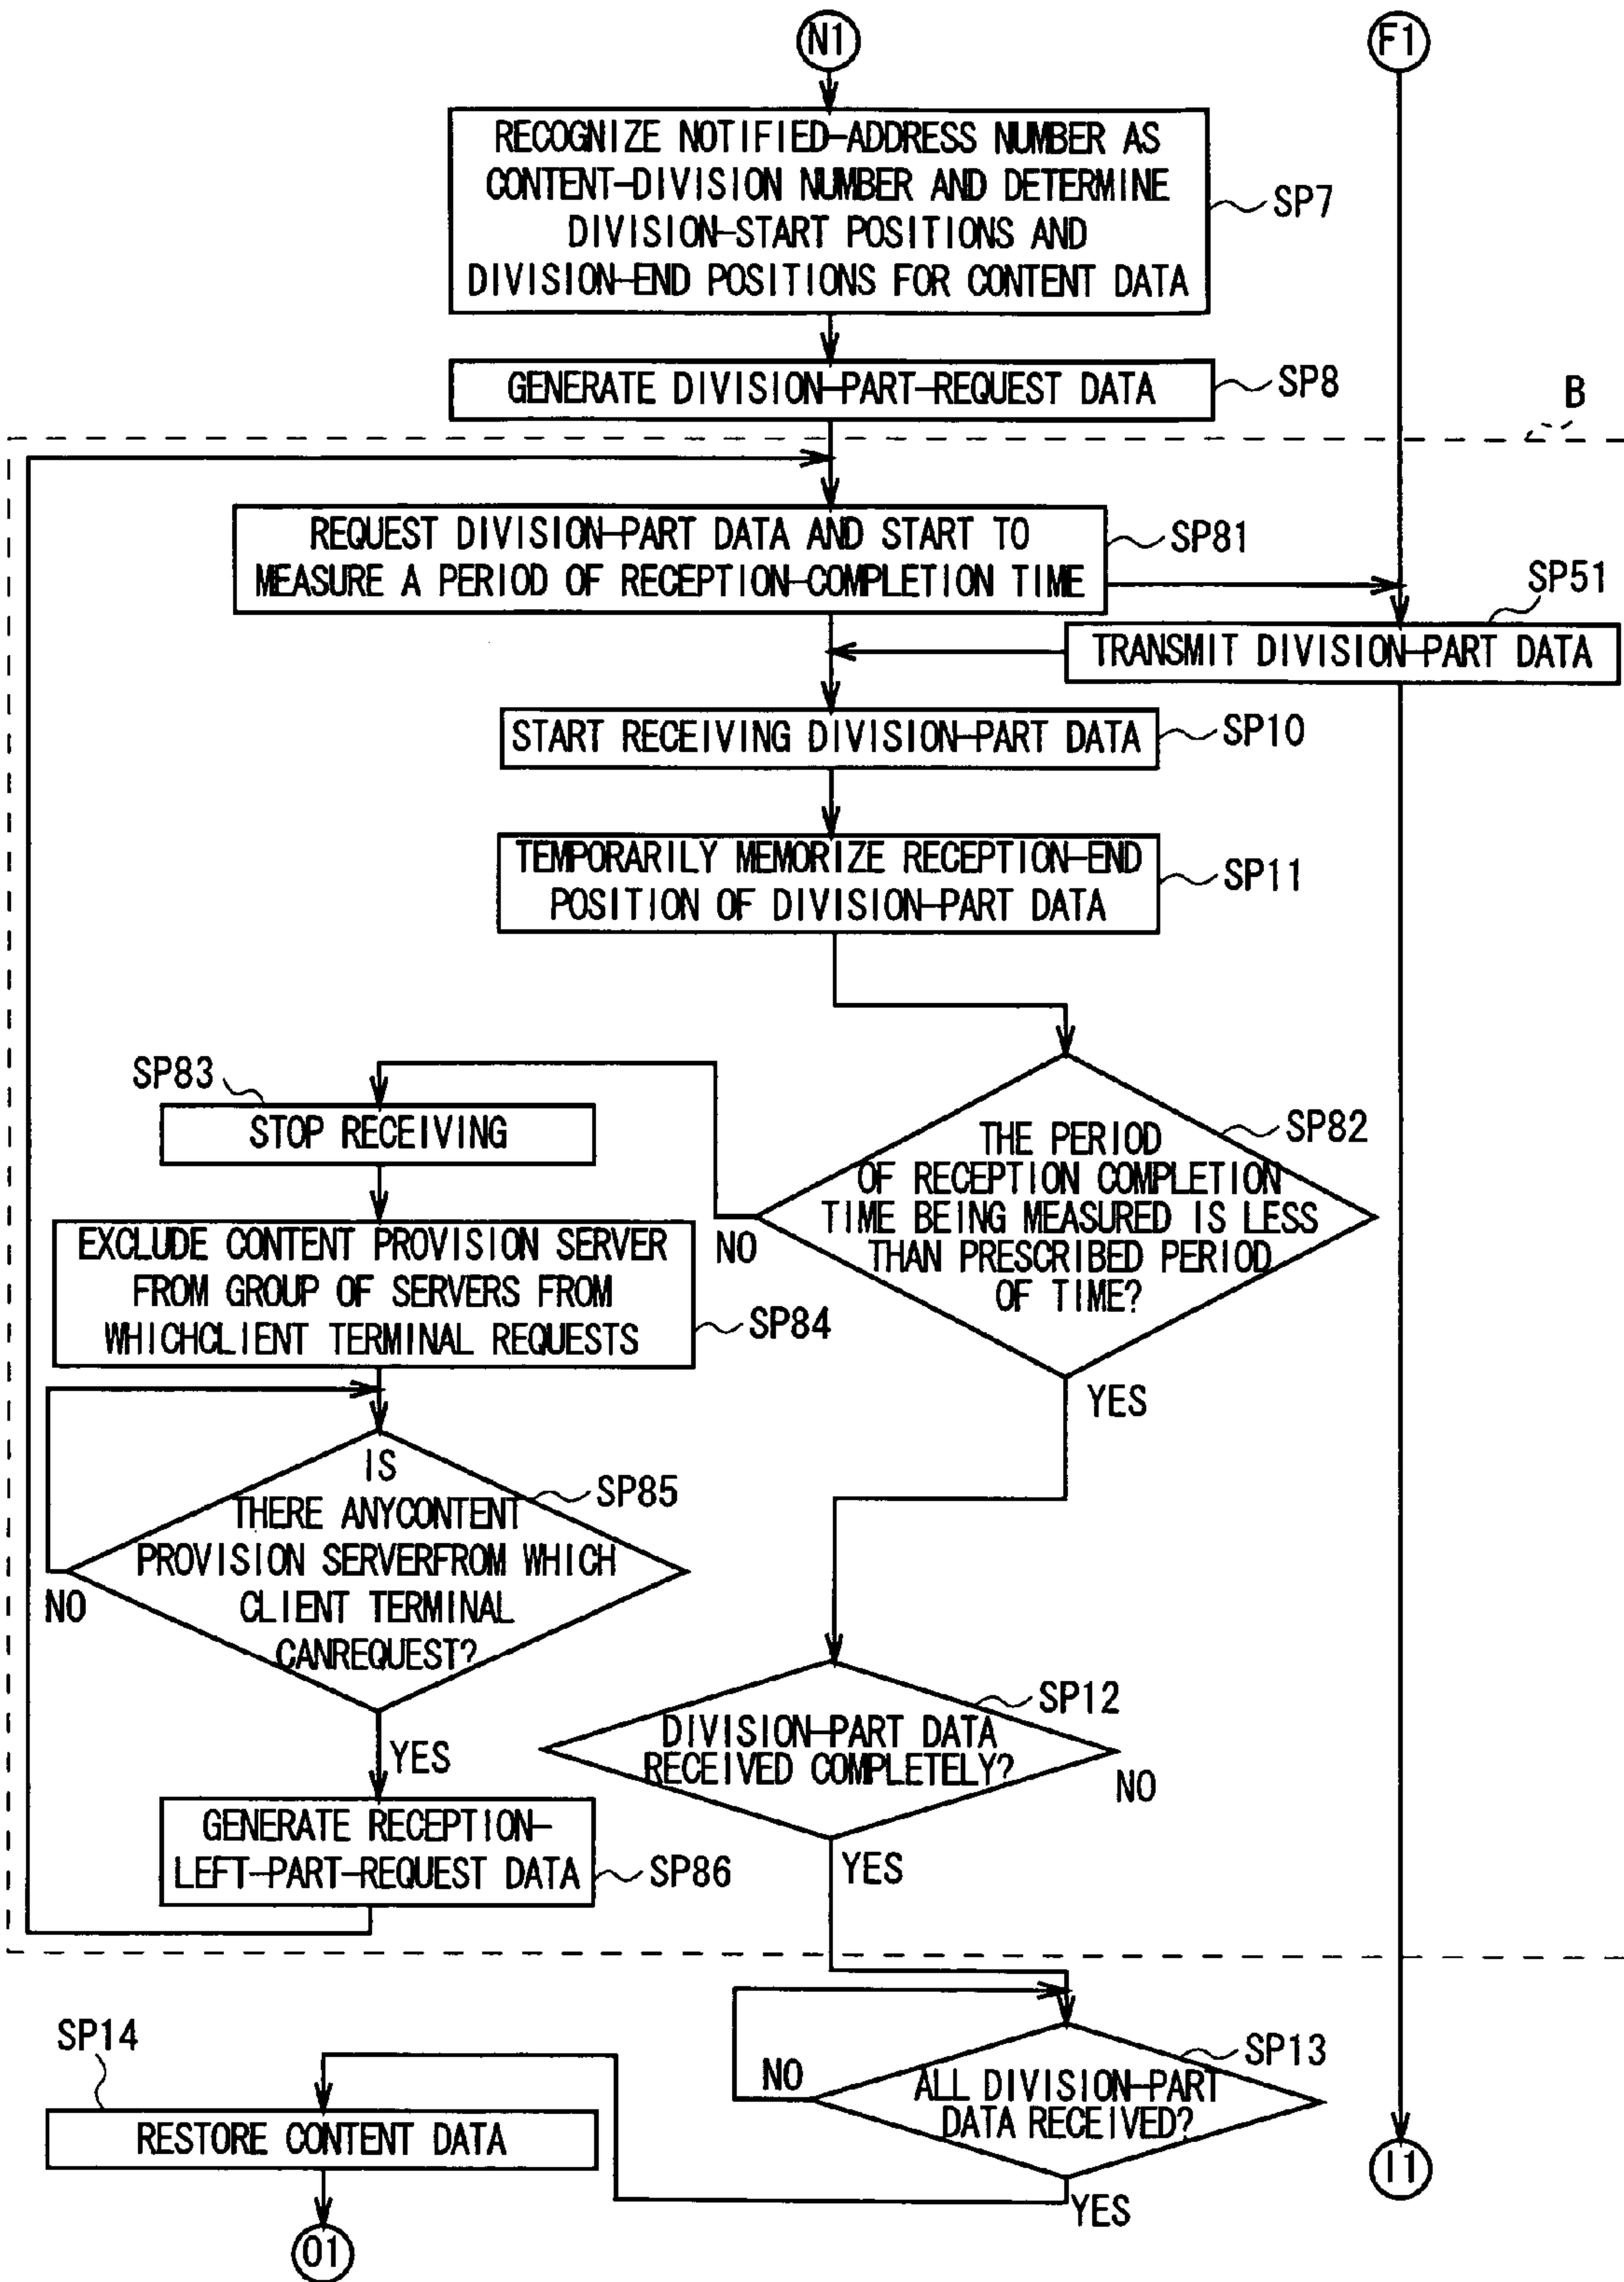 N1
F1
RECOGNIZE NOTIFIED-ADDRESS NUMBER AS
CONTENT-DIVISION NUMBER AND DETERMINE
DIVISION-START POSITIONS AND
DIVISION-END POSITIONS FOR CONTENT DATA
SP7
GENERATE DIVISION-PART-REQUEST DATA
SP8
B
REQUEST DIVISION-PART DATA AND START TO
MEASURE A PERIOD OF RECEPTION-COMPLETION TIME
SP81
SP51
TRANSMIT DIVISION-PART DATA
START RECEIVING DIVISION-PART DATA
SP10
TEMPORARILY MEMORIZE RECEPTION-END
POSITION OF DIVISION-PART DATA
SP11
SP83
STOP RECEIVING
THE PERIOD
OF RECEPTION COMPLETION
TIME BEING MEASURED IS LESS
THAN PRESCRIBED PERIOD
OF TIME?
SP82
NO
YES
EXCLUDE CONTENT PROVISION SERVER
FROM GROUP OF SERVERS FROM
WHICHCLIENT TERMINAL REQUESTS
SP84
IS
THERE ANYCONTENT
PROVISION SERVERFROM WHICH
CLIENT TERMINAL
CANREQUEST?
SP85
NO
YES
DIVISION-PART DATA
RECEIVED COMPLETELY?
SP12
NO
YES
GENERATE RECEPTION-
LEFT-PART-REQUEST DATA
SP86
SP14
RESTORE CONTENT DATA
ALL DIVISION-PART
DATA RECEIVED?
SP13
NO
YES
I1
O1